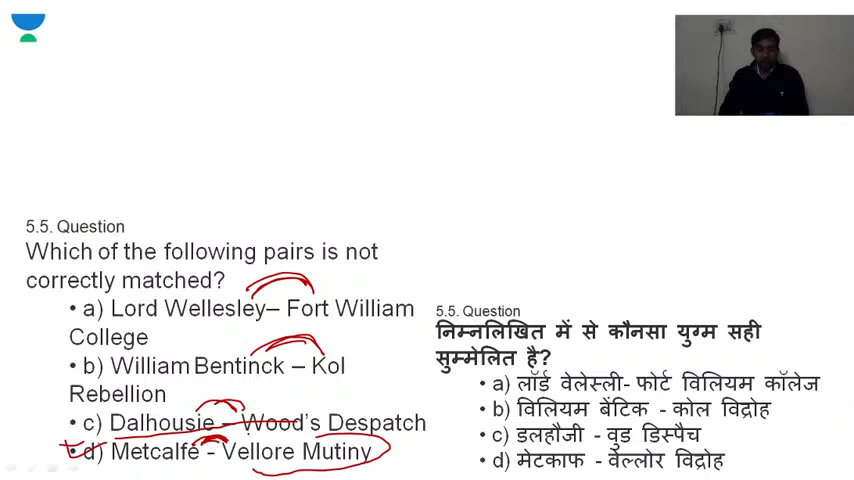 5.5. Question
Which of the following pairs is not
correctly matched?
• a) Lord Wellesley– Fort William
College
• b) William Bentinck – Kol
Rebellion
• c) Dalhousie – Wood's Despatch
• d) Metcalfe - Vellore Mutiny
5.5. Question
निम्नलिखित में से कौनसा युग्म सही
सुम्मेलित है?
• a) लॉर्ड वेलेस्ली- फोर्ट विलियम कॉलेज
• b) विलियम बेंटिक - कोल विद्रोह
• c) डलहौजी - वुड डिस्पैच
• d) मेटकाफ - वेल्लोर विद्रोह